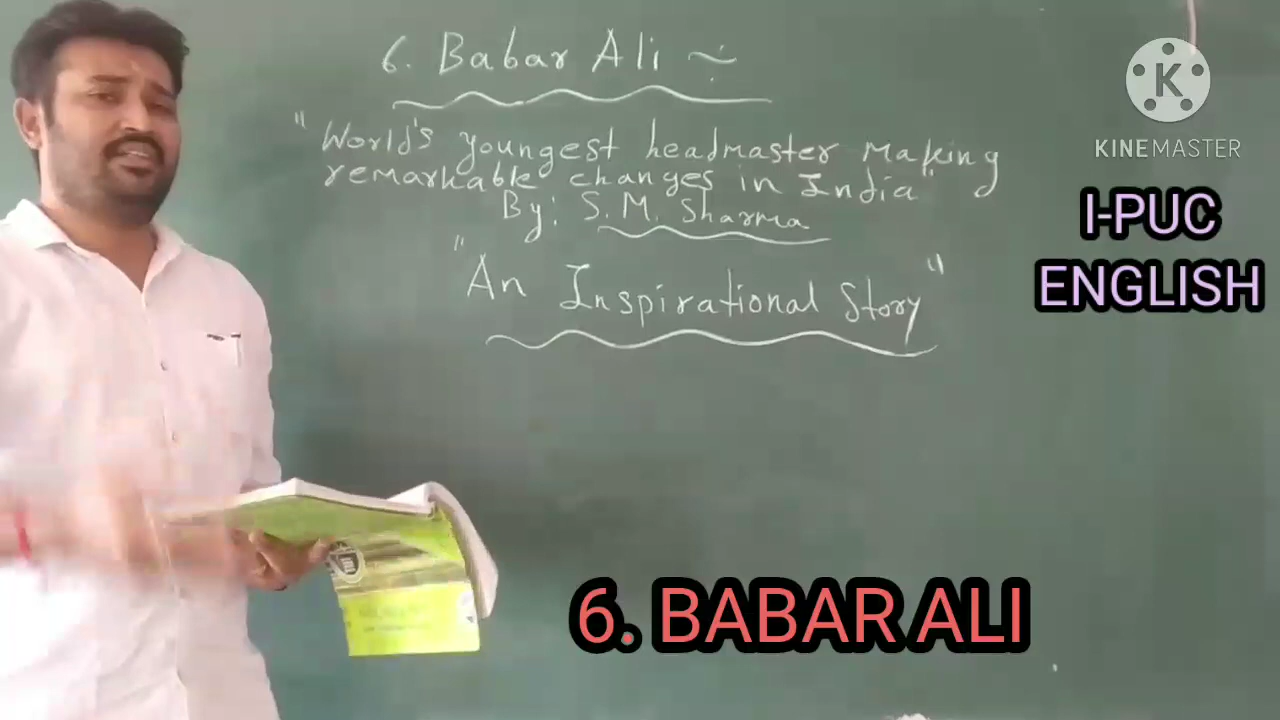 6. Babar Ali ~
"World's youngest headmaster Making
remarkable changes in India"
By: S. M. Sharma
"An Inspirational Story"
K
KINEMASTER
I-PUC
ENGLISH
6. BABAR ALI